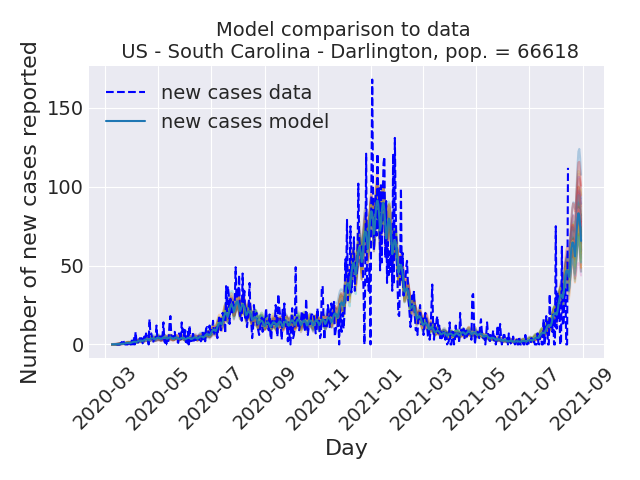 Model comparison to data
US - South Carolina - Darlington, pop. = 66618
Number of new cases reported
150
100
50
0
new cases data
new cases model
2020-03
2020-05
2020-07
2020-09
2020-11
2021-01
2021-03
2021-05
2021-07
2021-09
Day